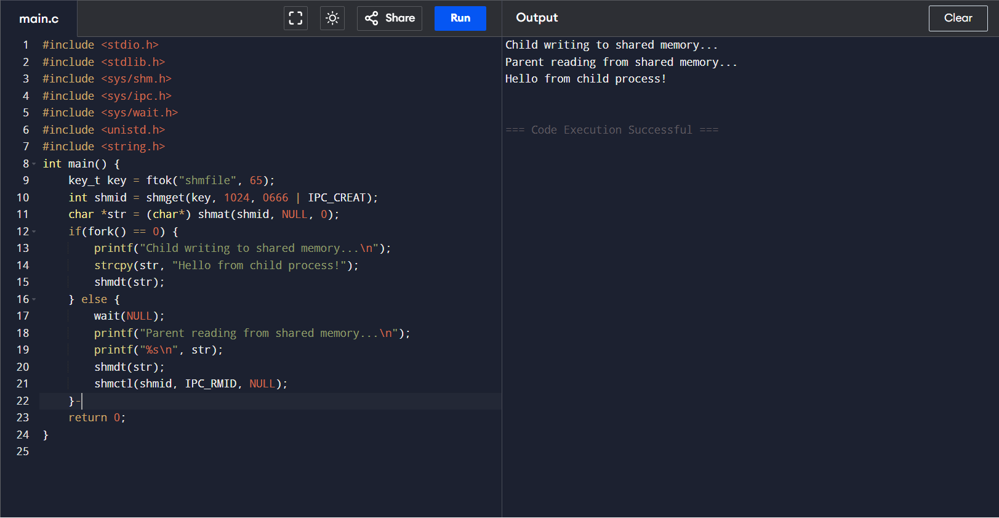 main.c
Share
Run
Output
Clear
1 #include <stdio.h>
2 #include <stdlib.h>
3 #include <sys/shm.h>
4 #include <sys/ipc.h>
5 #include <sys/wait.h>
6 #include <unistd.h>
7 #include <string.h>
8 int main() {
9     key_t key = ftok("shmfile", 65);
10     int shmid = shmget(key, 1024, 0666 | IPC_CREAT);
11     char *str = (char*) shmat(shmid, NULL, 0);
12     if(fork() == 0) {
13         printf("Child writing to shared memory...\n");
14         strcpy(str, "Hello from child process!");
15         shmdt(str);
16     } else {
17         wait(NULL);
18         printf("Parent reading from shared memory...\n");
19         printf("%s\n", str);
20         shmdt(str);
21         shmctl(shmid, IPC_RMID, NULL);
22     }-
23     return 0;
24 }
25
Child writing to shared memory...
Parent reading from shared memory...
Hello from child process!
=== Code Execution Successful ===